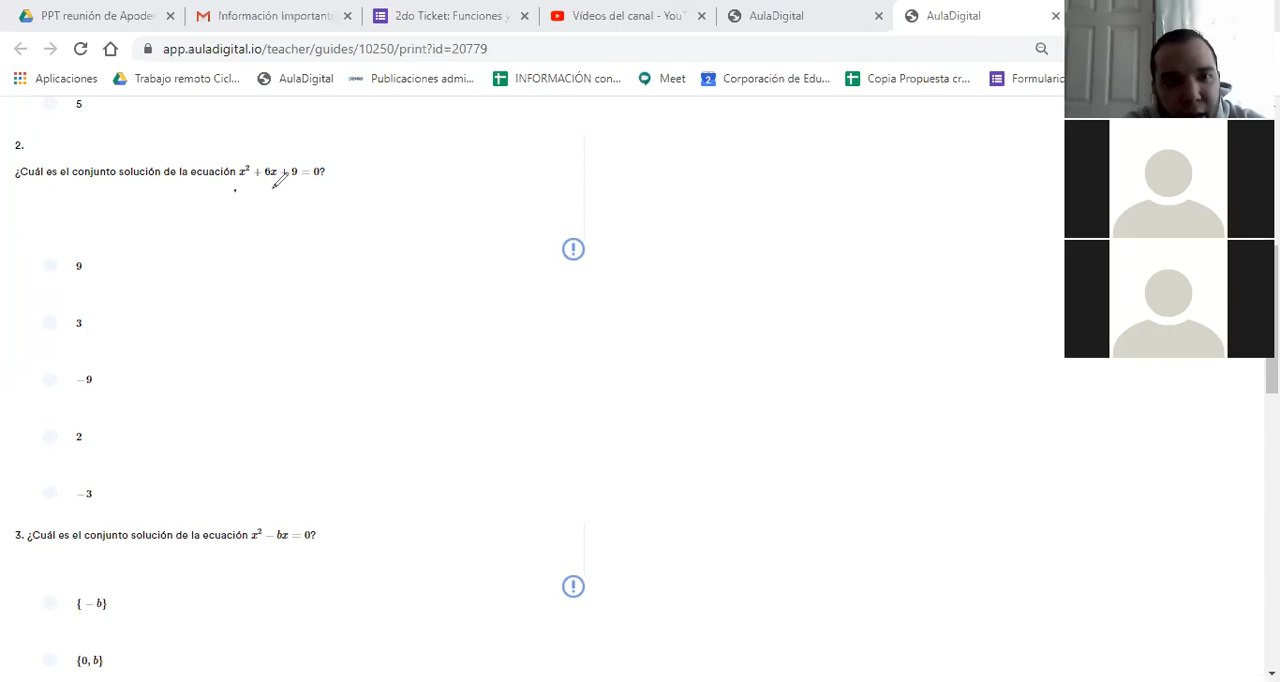 PPT reunión de Apoder
Información Important
2do Ticket: Funciones y
Vídeos del canal - YouT
AulaDigital
AulaDigital
app.auladigital.io/teacher/guides/10250/print?id=20779
Aplicaciones
Trabajo remoto Cicl...
AulaDigital
Publicaciones admi...
INFORMACIÓN con...
Meet
Corporación de Edu...
Copia Propuesta cr...
Formulario
5
2.
¿Cuál es el conjunto solución de la ecuación x² + 6x + 9 = 0?
9
3
−9
2
−3
3. ¿Cuál es el conjunto solución de la ecuación x² − bx = 0?
{ − b}
{0, b}